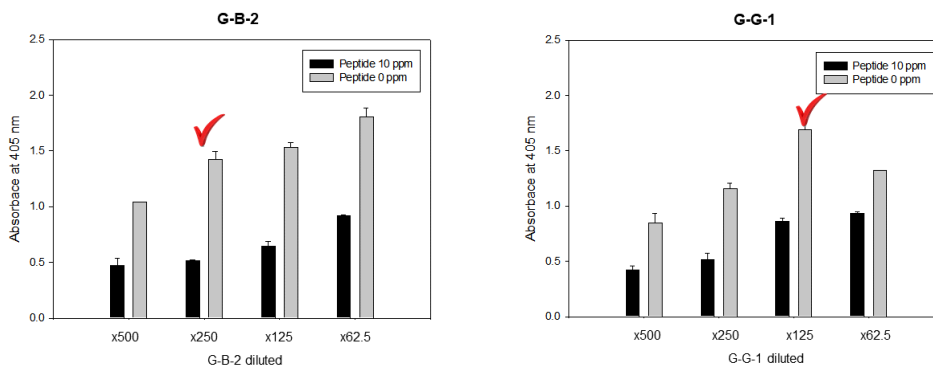 G-B-2
2.5
2.0
1.5
1.0
0.5
0.0
Absorbace at 405 nm
Peptide 10 ppm
Peptide 0 ppm
x500 x250 x125 x62.5
G-B-2 diluted
G-G-1
2.5
2.0
1.5
1.0
0.5
0.0
Absorbace at 405 nm
Peptide 10 ppm
Peptide 0 ppm
x500 x250 x125 x62.5
G-G-1 diluted